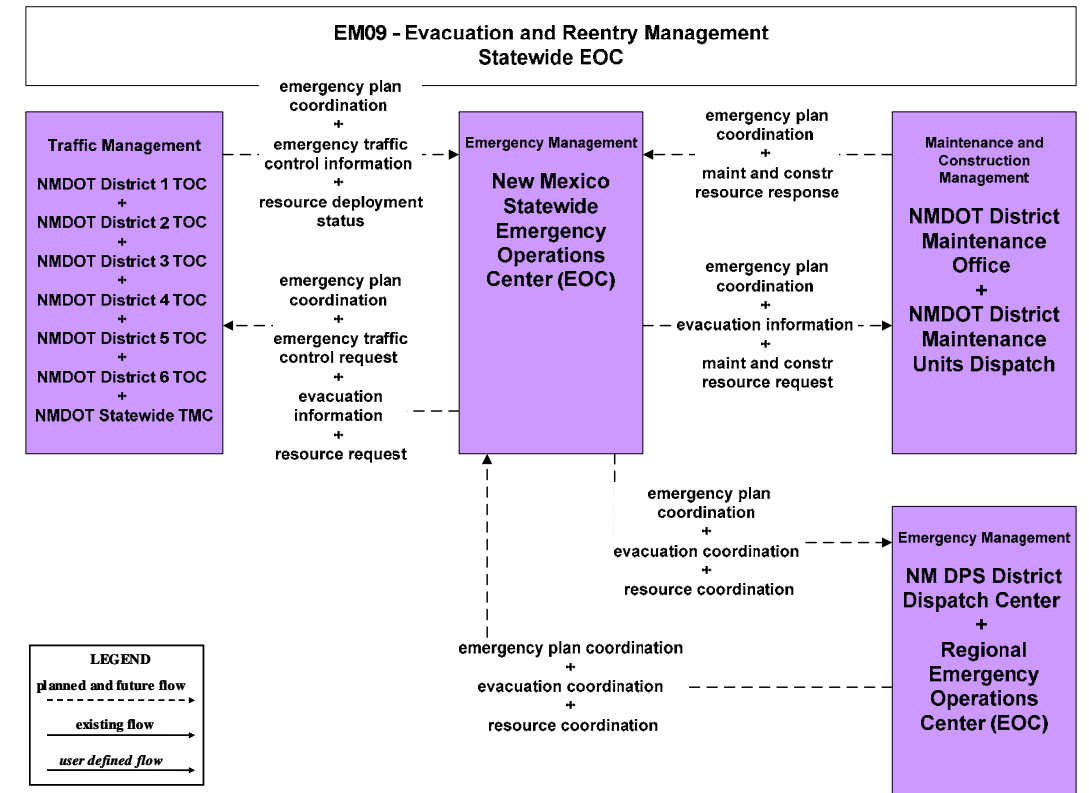 EM09 - Evacuation and Reentry Management
Statewide EOC
Traffic Management
NMDOT District 1 TOC
+
NMDOT District 2 TOC
+
NMDOT District 3 TOC
+
NMDOT District 4 TOC
+
NMDOT District 5 TOC
+
NMDOT District 6 TOC
+
NMDOT Statewide TMC
emergency plan
coordination
+
emergency traffic
control information
+
resource deployment
status
emergency plan
coordination
+
emergency traffic
control request
+
evacuation
information
+
resource request
Emergency Management
New Mexico
Statewide
Emergency
Operations
Center (EOC)
emergency plan
coordination
+
maint and constr
resource response
emergency plan
coordination
+
evacuation information
+
maint and constr
resource request
Maintenance and
Construction
Management
NMDOT District
Maintenance
Office
+
NMDOT District
Maintenance
Units Dispatch
emergency plan
coordination
+
evacuation coordination
+
resource coordination
emergency plan coordination
+
evacuation coordination
+
resource coordination
Emergency Management
NM DPS District
Dispatch Center
+
Regional
Emergency
Operations
Center (EOC)
LEGEND
planned and future flow
existing flow
user defined flow